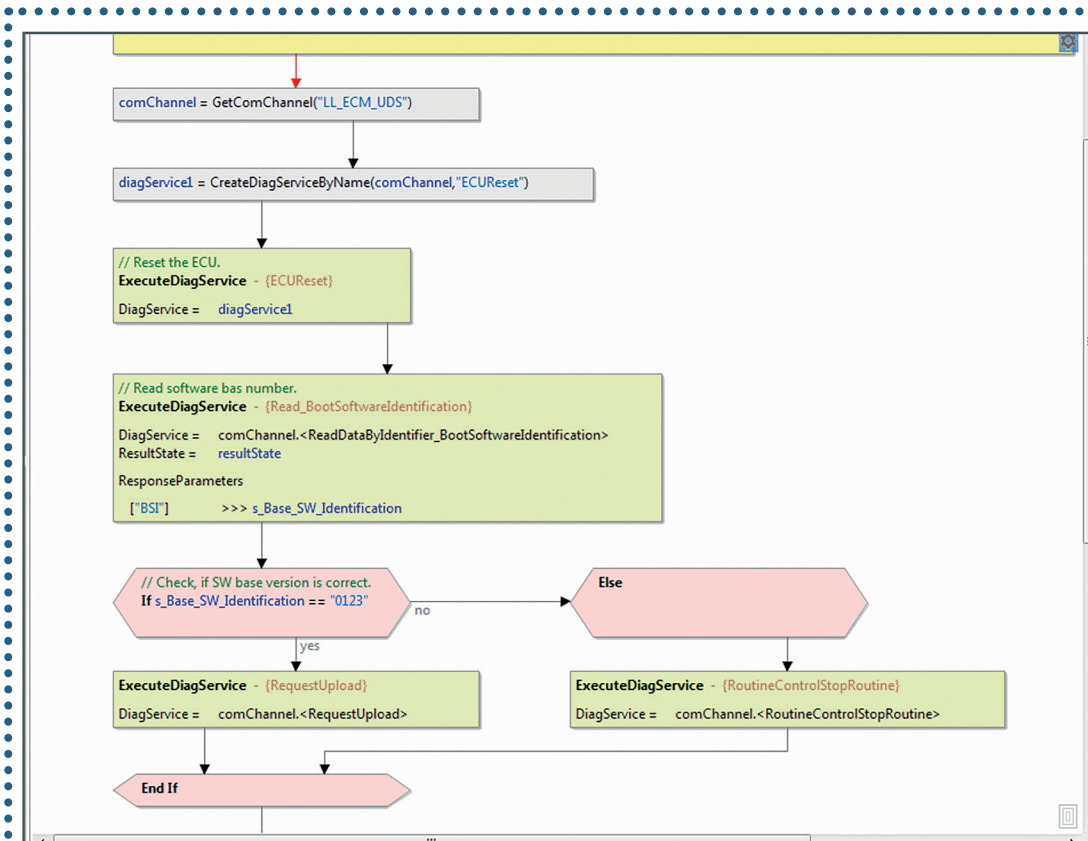 comChannel = GetComChannel("LL_ECM_UDS")
diagService1 = CreateDiagServiceByName(comChannel,"ECUReset")
// Reset the ECU.
ExecuteDiagService - {ECUReset}
DiagService = diagService1
// Read software bas number.
ExecuteDiagService - {Read_BootSoftwareIdentification}
DiagService = comChannel.<ReadDataByIdentifier_BootSoftwareIdentification>
ResultState = resultState
ResponseParameters
["BSI"] >>> s_Base_SW_Identification
// Check, if SW base version is correct.
If s_Base_SW_Identification == "0123"
no
Else
yes
ExecuteDiagService - {RequestUpload}
DiagService = comChannel.<RequestUpload>
ExecuteDiagService - {RoutineControlStopRoutine}
DiagService = comChannel.<RoutineControlStopRoutine>
End If